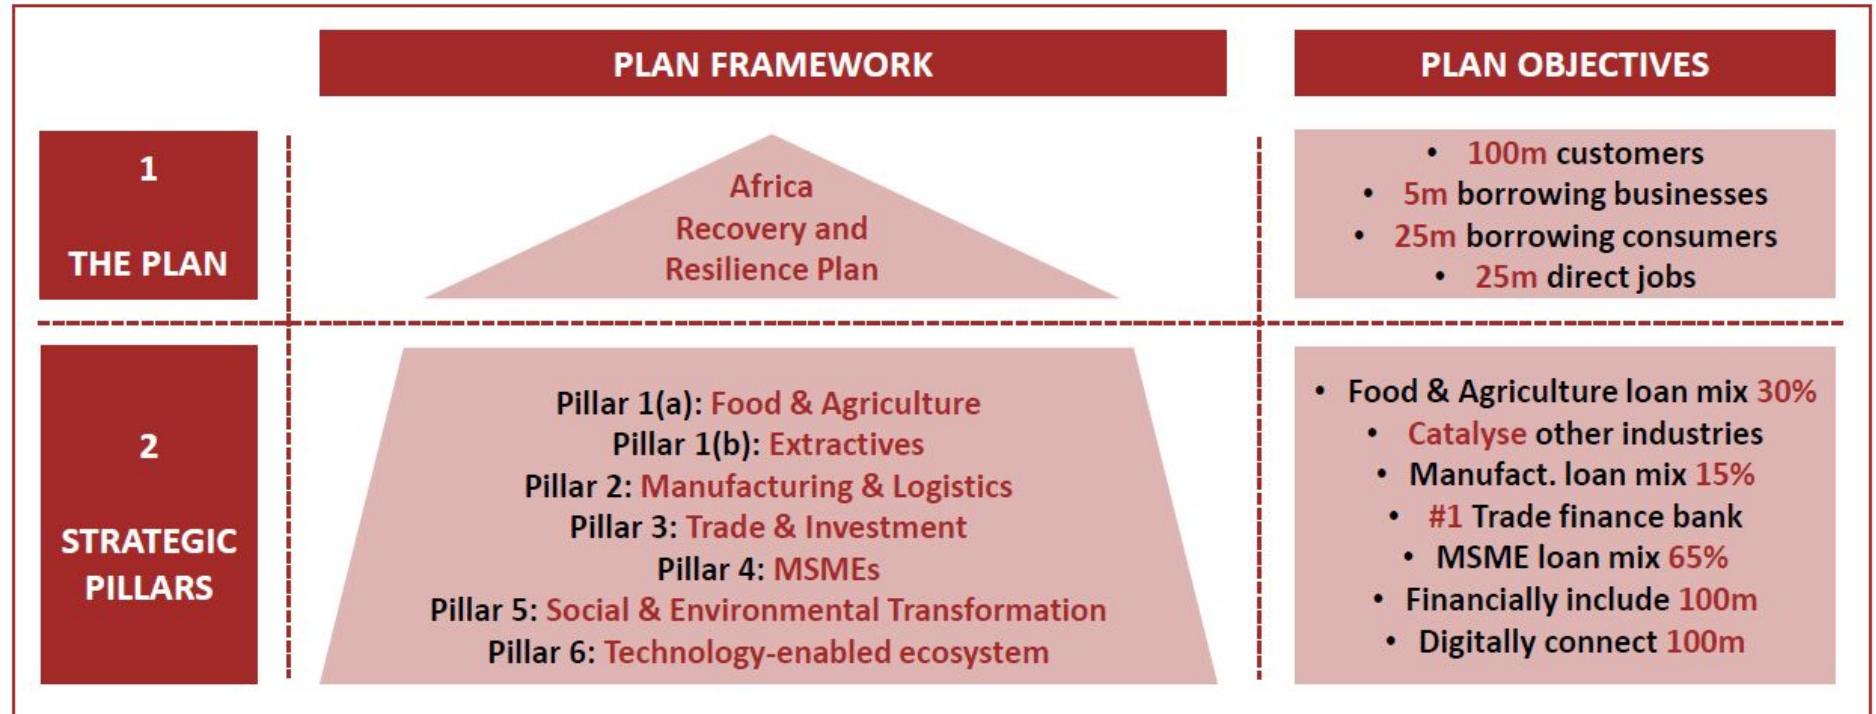 PLAN FRAMEWORK
PLAN OBJECTIVES
1
THE PLAN
Africa
Recovery and
Resilience Plan
• 100m customers
• 5m borrowing businesses
• 25m borrowing consumers
• 25m direct jobs
2
STRATEGIC
PILLARS
Pillar 1(a): Food & Agriculture
Pillar 1(b): Extractives
Pillar 2: Manufacturing & Logistics
Pillar 3: Trade & Investment
Pillar 4: MSMEs
Pillar 5: Social & Environmental Transformation
Pillar 6: Technology-enabled ecosystem
• Food & Agriculture loan mix 30%
• Catalyse other industries
• Manufact. loan mix 15%
• #1 Trade finance bank
• MSME loan mix 65%
• Financially include 100m
• Digitally connect 100m